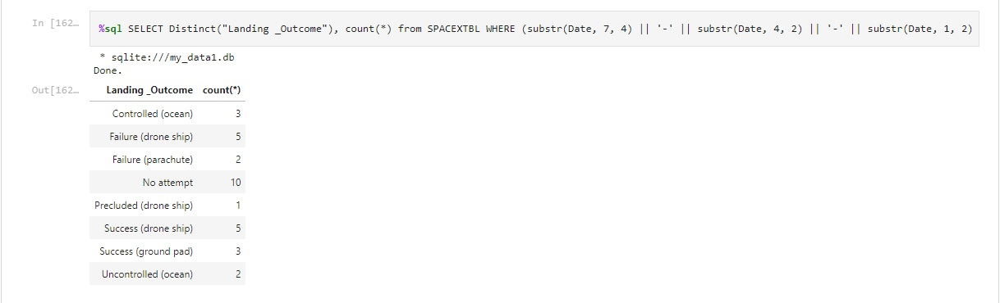 In [162…
%sql SELECT Distinct("Landing _Outcome"), count(*) from SPACEXTBL WHERE (substr(Date, 7, 4) || '-' || substr(Date, 4, 2) || '-' || substr(Date, 1, 2)
* sqlite:///my_data1.db
Done.
Out[162…
Landing _Outcome count(*)
Controlled (ocean) 3
Failure (drone ship) 5
Failure (parachute) 2
No attempt 10
Precluded (drone ship) 1
Success (drone ship) 5
Success (ground pad) 3
Uncontrolled (ocean) 2